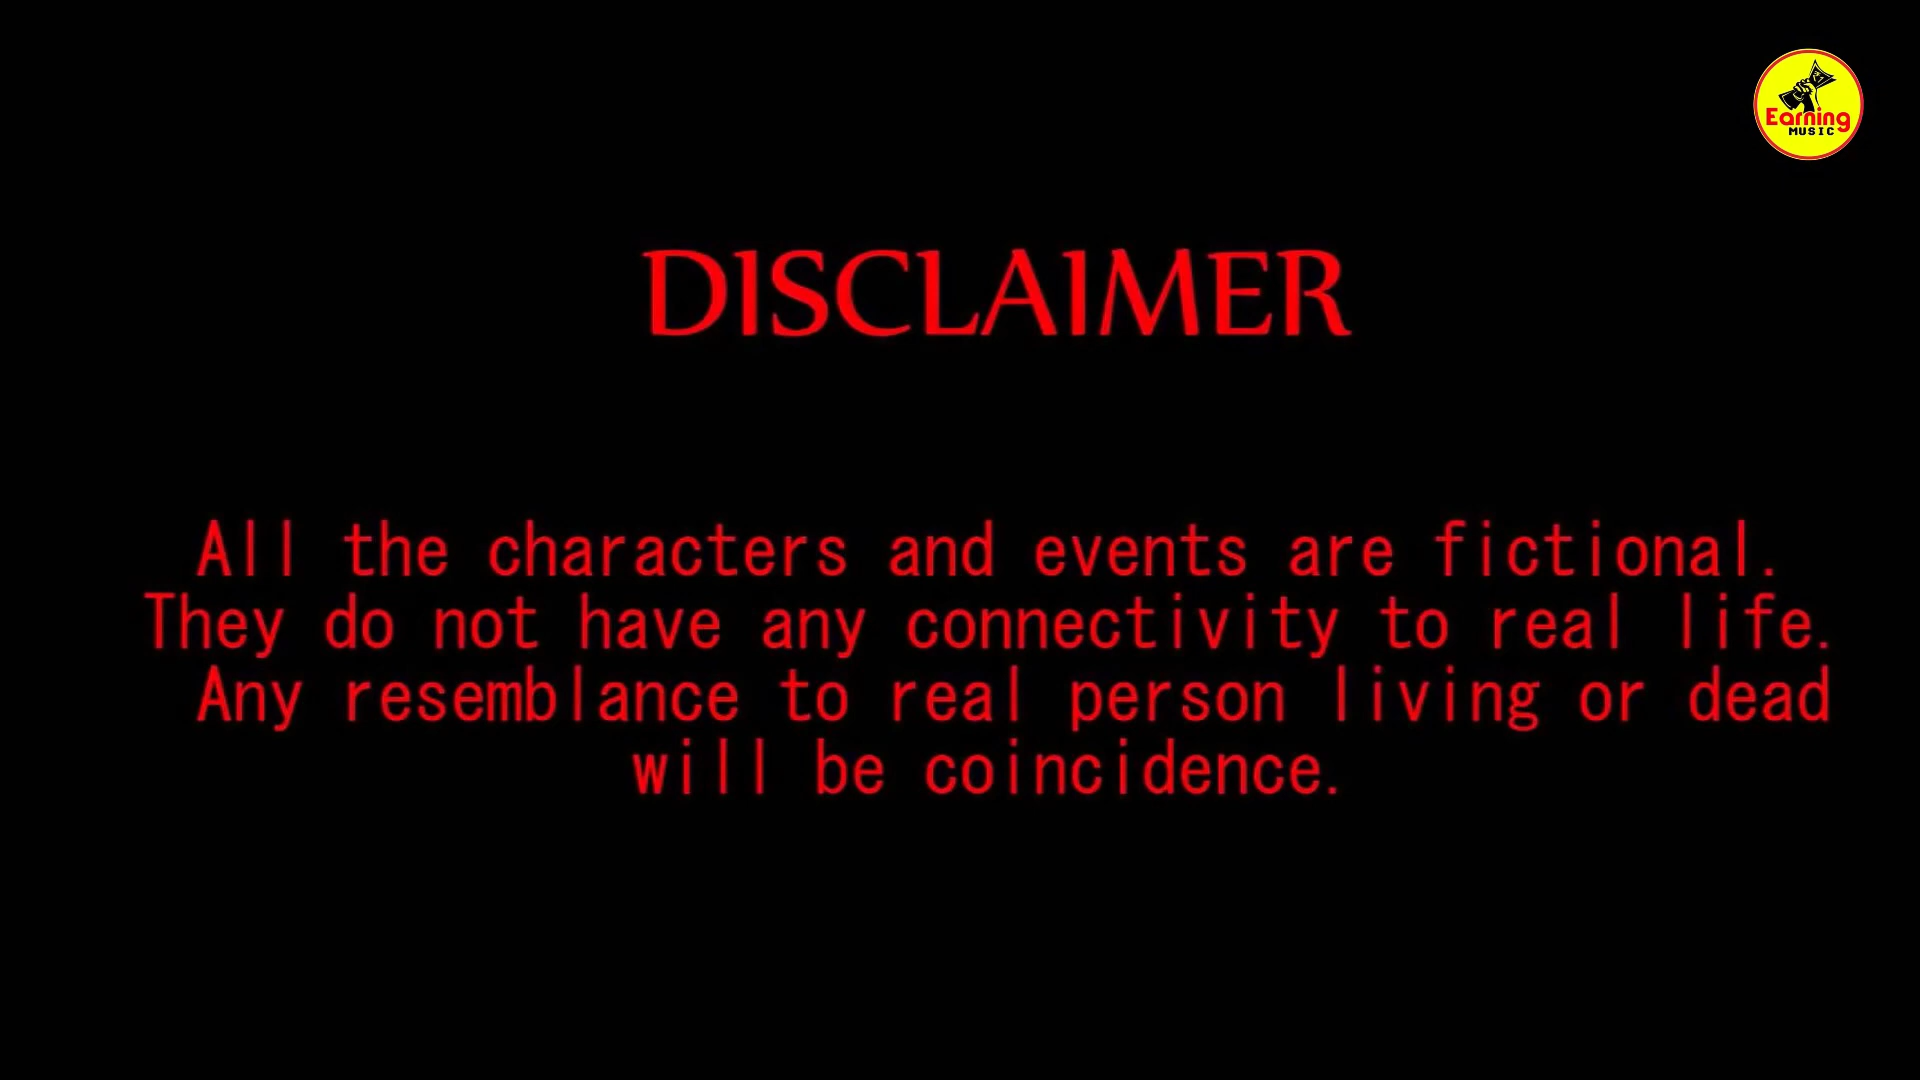 Earning
MUSIC
DISCLAIMER
All the characters and events are fictional.
They do not have any connectivity to real life.
Any resemblance to real person living or dead
will be coincidence.